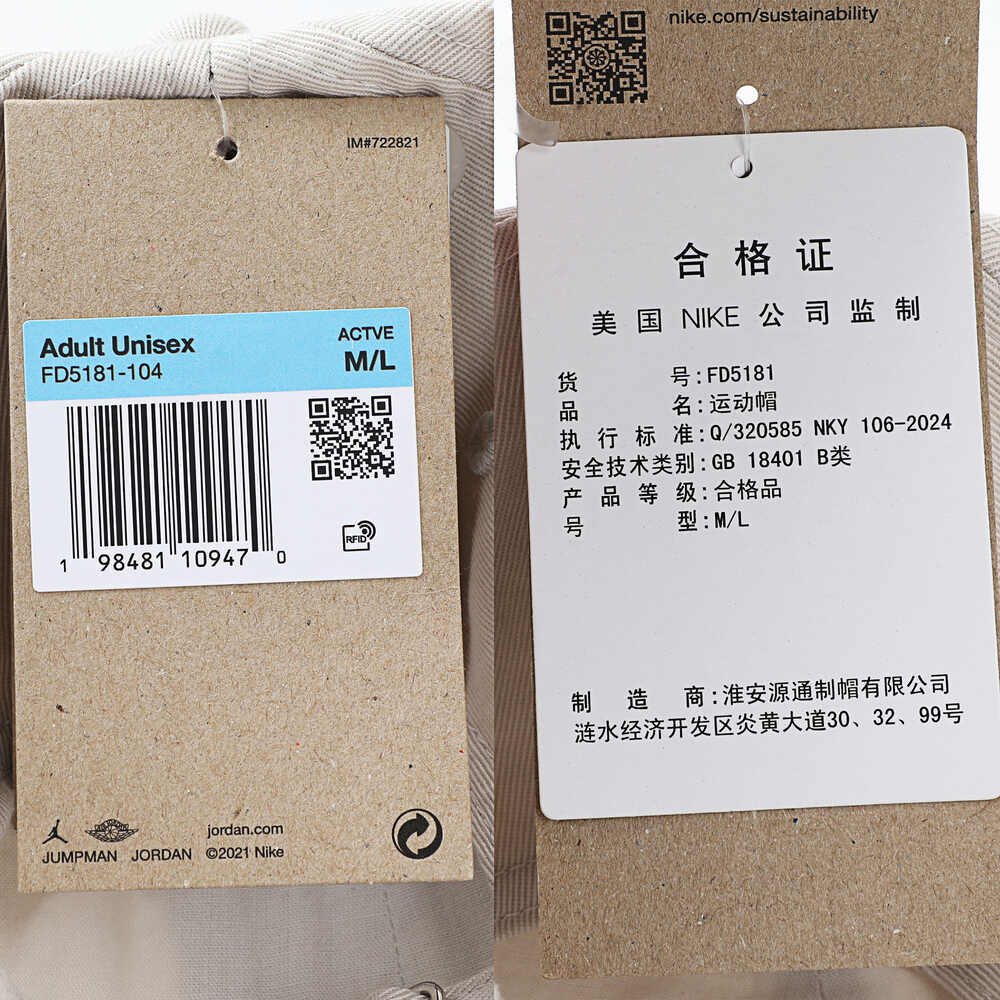 IM#722821
Adult Unisex
ACTVE
FD5181-104
M/L
1 98481 10947 0
RFID
JUMPMAN
JORDAN
jordan.com
©2021 Nike
nike.com/sustainability
合格证
美国NIKE公司监制
货号:FD5181
品名:运动帽
执行标准:Q/320585 NKY 106-2024
安全技术类别:GB 18401 B类
产品等级:合格品
号型:M/L
制造商:淮安源通制帽有限公司
涟水经济开发区炎黄大道30、32、99号